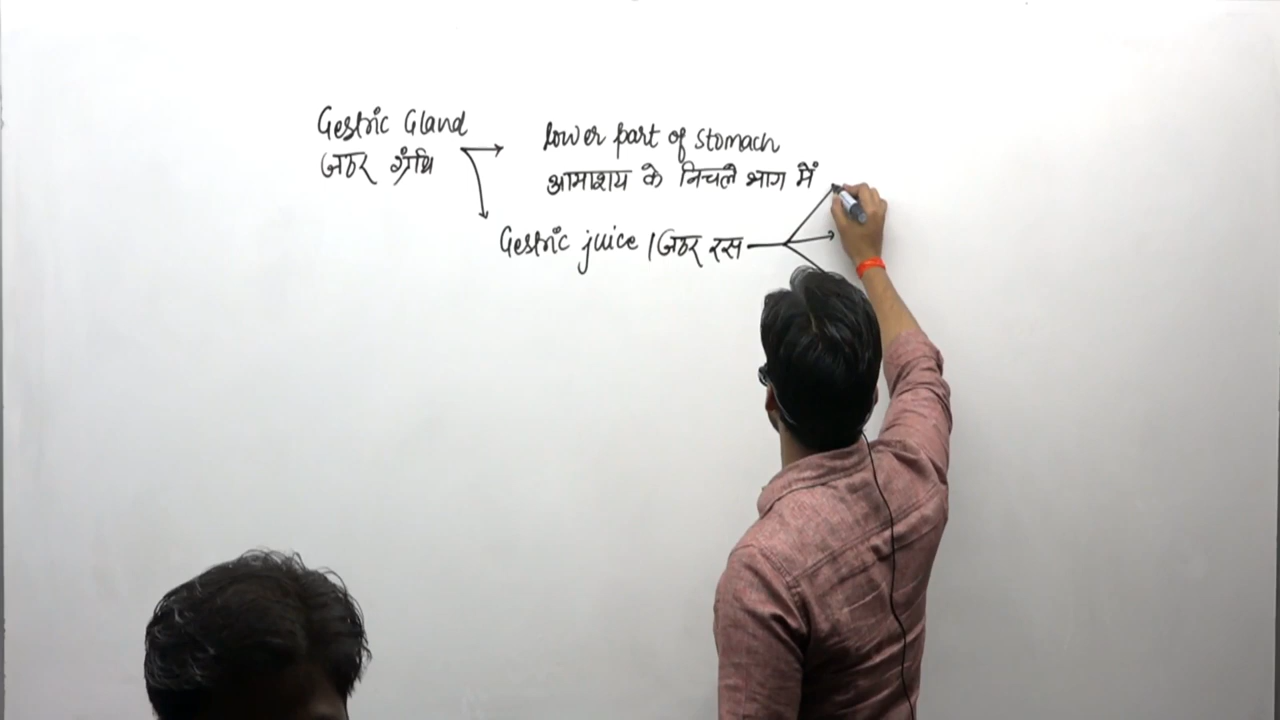 Gestric Gland
जठर ग्रंथि
lower part of stomach
आमाशय के निचले भाग में
Gestric juice / जठर रस